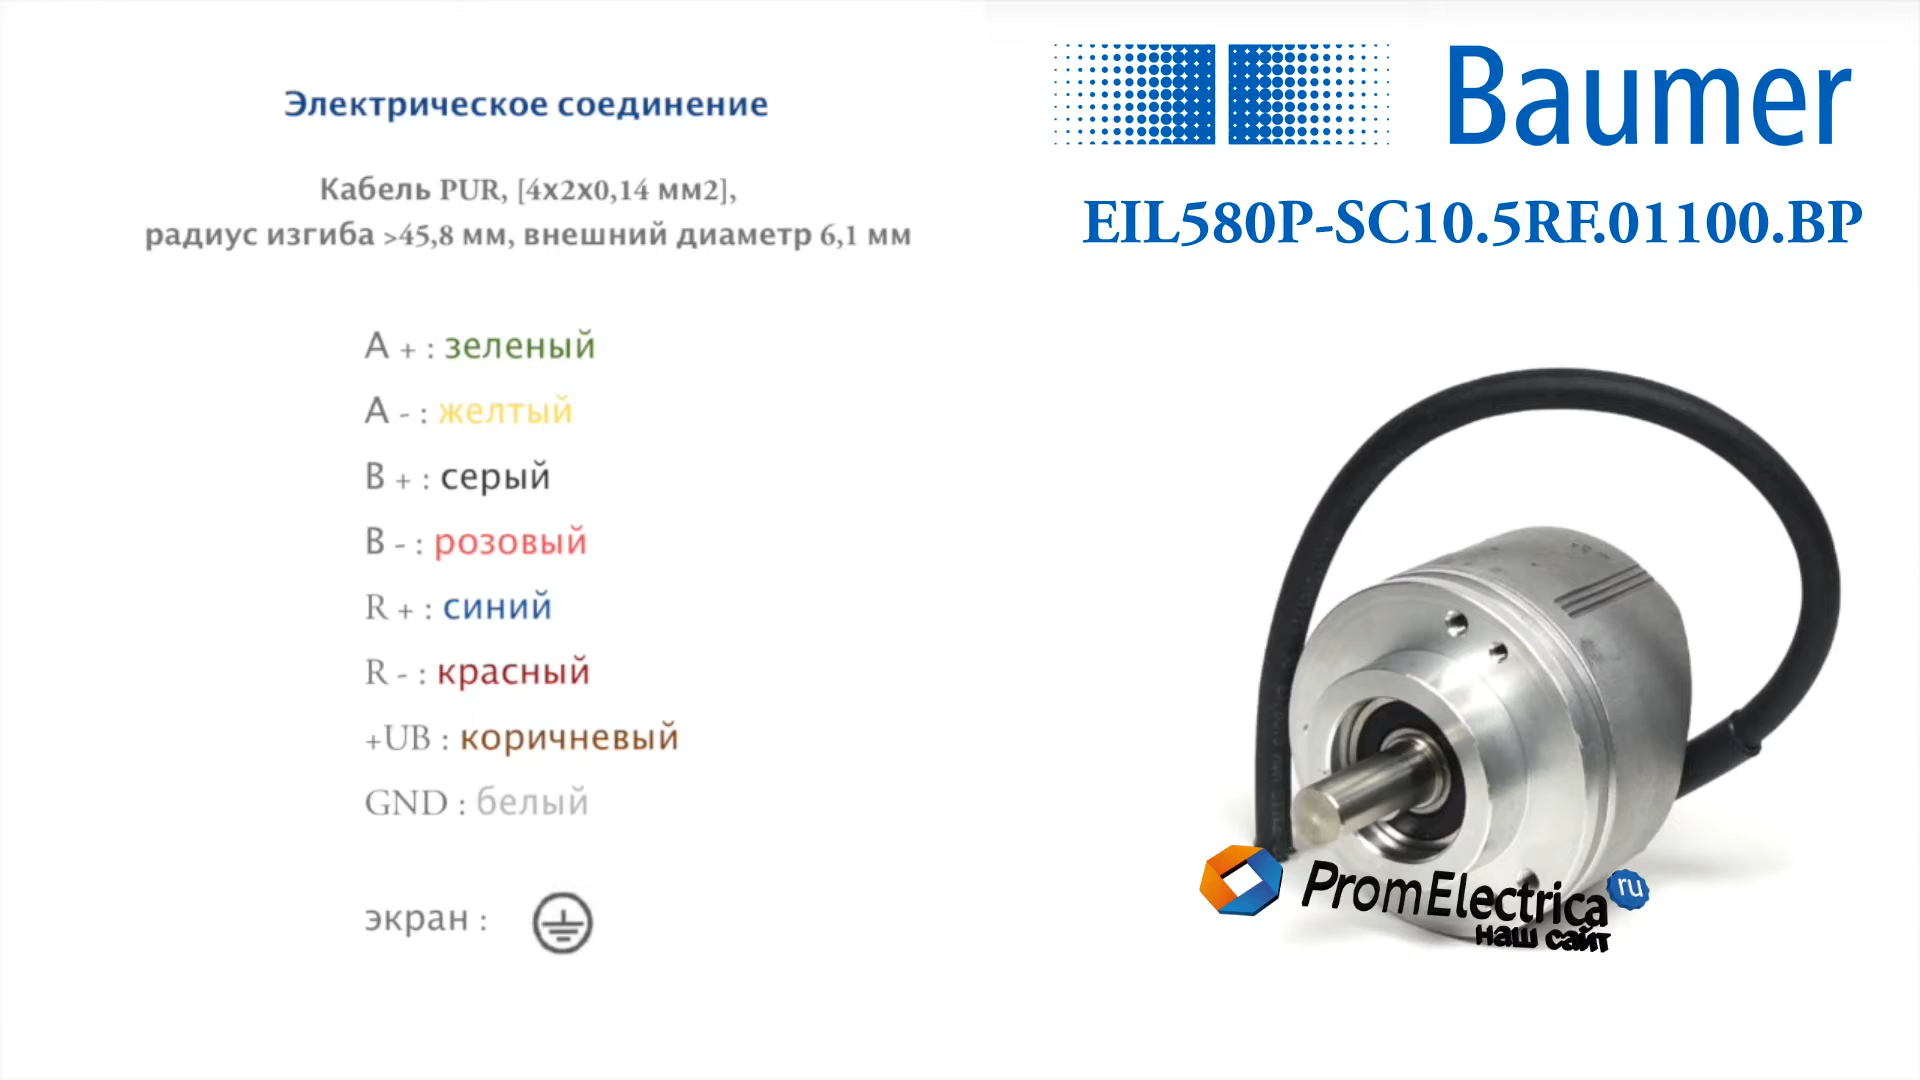 Электрическое соединение
Кабель PUR, [4x2x0,14 мм2],
радиус изгиба >45,8 мм, внешний диаметр 6,1 мм
A + : зеленый
A - : желтый
B + : серый
B - : розовый
R + : синий
R - : красный
+UB : коричневый
GND : белый
экран :
Baumer
EIL580P-SC10.5RF.01100.BP
PromElectrica ru
наш сайт